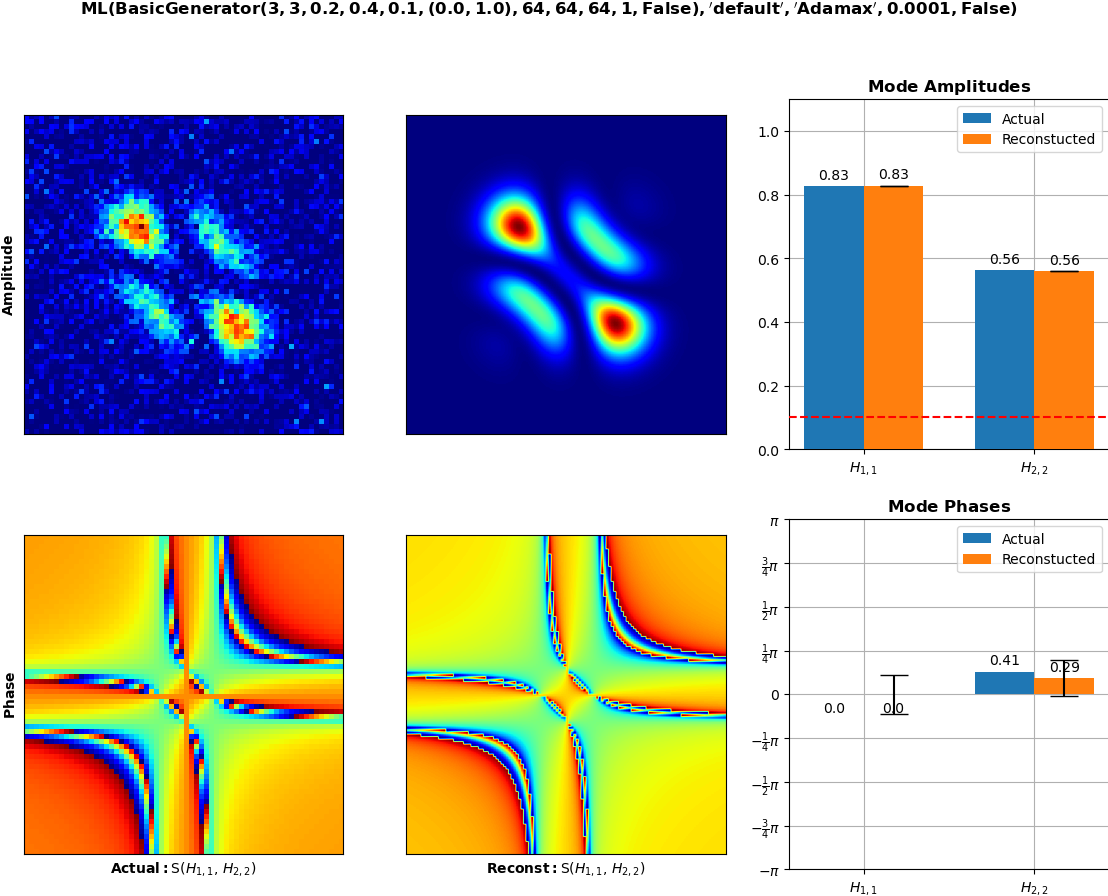 ML(BasicGenerator(3, 3, 0.2, 0.4, 0.1, (0.0, 1.0), 64, 64, 64, 1, False), ′default′, ′Adamax′, 0.0001, False)
Amplitude
Mode Amplitudes
Actual
Reconstucted
1.0
0.8
0.6
0.4
0.2
0.0
0.83
0.83
0.56
0.56
H1, 1
H2, 2
Phase
Actual: S(H1, 1, H2, 2)
Reconst: S(H1, 1, H2, 2)
Mode Phases
Actual
Reconstucted
π
3/4π
1/2π
1/4π
0
−1/4π
−1/2π
−3/4π
−π
0.0
0.0
0.41
0.29
H1, 1
H2, 2